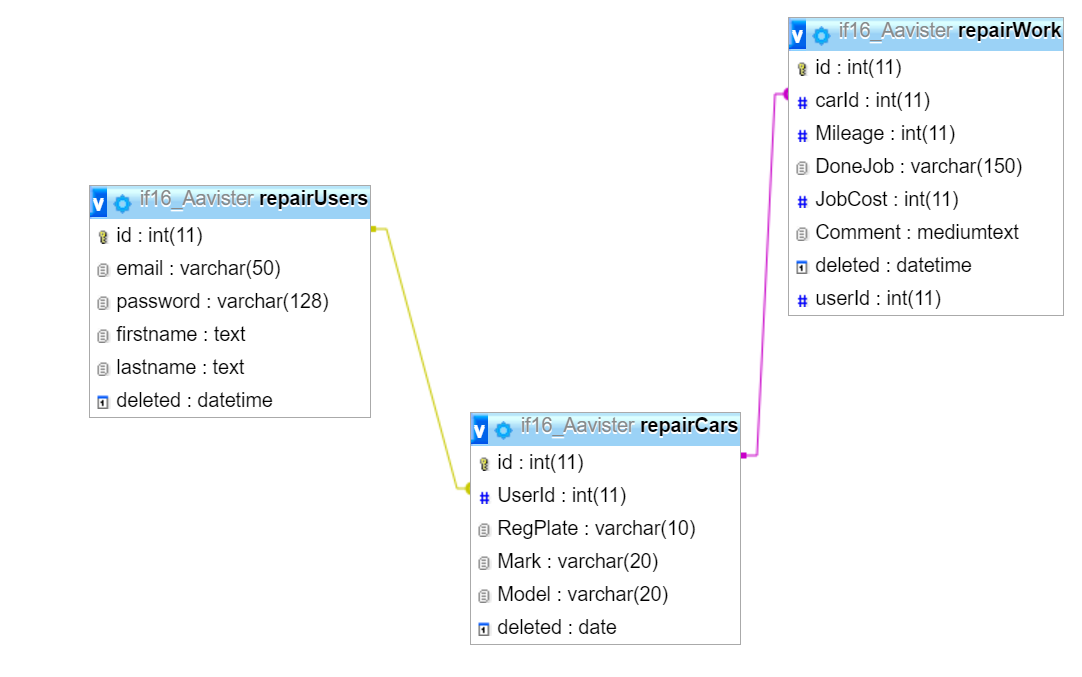 v if16_Aavister repairUsers
id : int(11)
email : varchar(50)
password : varchar(128)
firstname : text
lastname : text
deleted : datetime
v if16_Aavister repairCars
id : int(11)
# UserId : int(11)
RegPlate : varchar(10)
Mark : varchar(20)
Model : varchar(20)
deleted : date
v if16_Aavister repairWork
id : int(11)
# carId : int(11)
# Mileage : int(11)
DoneJob : varchar(150)
# JobCost : int(11)
Comment : mediumtext
deleted : datetime
# userId : int(11)